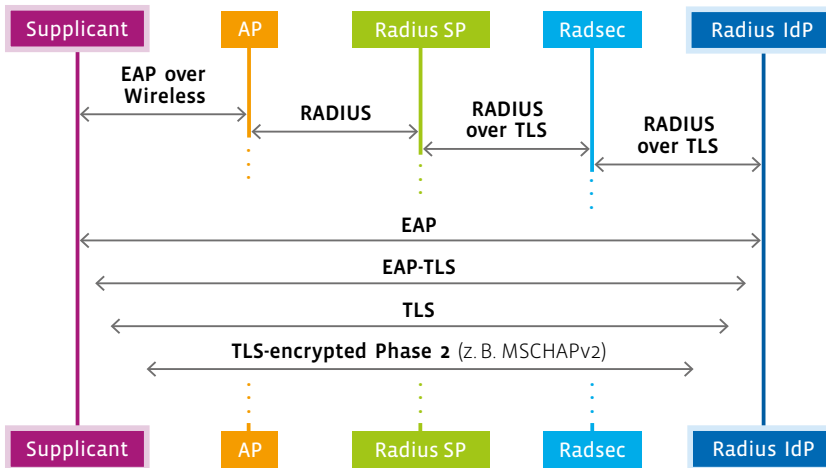 Supplicant AP Radius SP Radsec Radius IdP
EAP over
Wireless
RADIUS
RADIUS
over TLS
RADIUS
over TLS
EAP
EAP-TLS
TLS
TLS-encrypted Phase 2 (z. B. MSCHAPv2)
Supplicant AP Radius SP Radsec Radius IdP